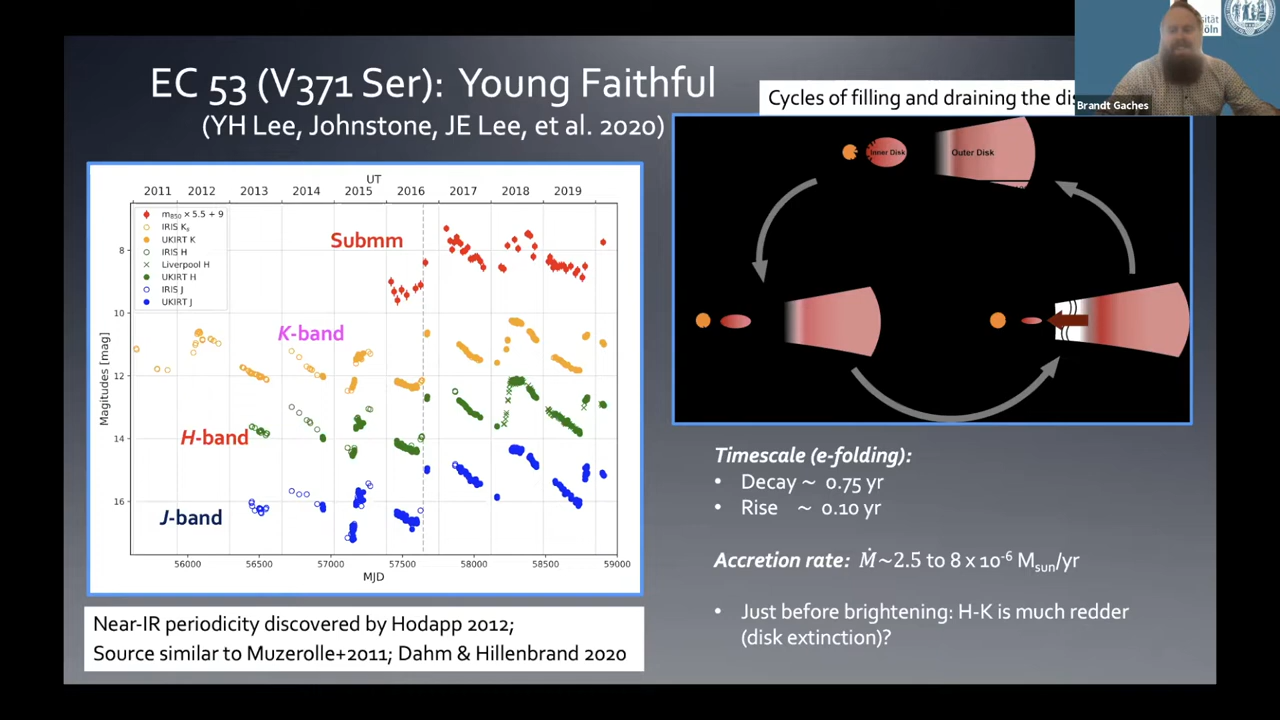 EC 53 (V371 Ser): Young Faithful
(YH Lee, Johnstone, JE Lee, et al. 2020)
UT
2011 2012 2013 2014 2015 2016 2017 2018 2019
m850 × 5.5 + 9
IRIS Ks
UKIRT K
IRIS H
Liverpool H
UKIRT H
IRIS J
UKIRT J
Submm
K-band
H-band
J-band
Magitudes [mag]
8
10
12
14
16
56000 56500 57000 57500 58000 58500 59000
MJD
Near-IR periodicity discovered by Hodapp 2012;
Source similar to Muzerolle+2011; Dahm & Hillenbrand 2020
Cycles of filling and draining the
Brandt Gaches
Inner Disk
Outer Disk
Timescale (e-folding):
• Decay ~ 0.75 yr
• Rise ~ 0.10 yr
Accretion rate: Ṁ~2.5 to 8 x 10⁻⁶ Msun/yr
• Just before brightening: H-K is much redder
(disk extinction)?